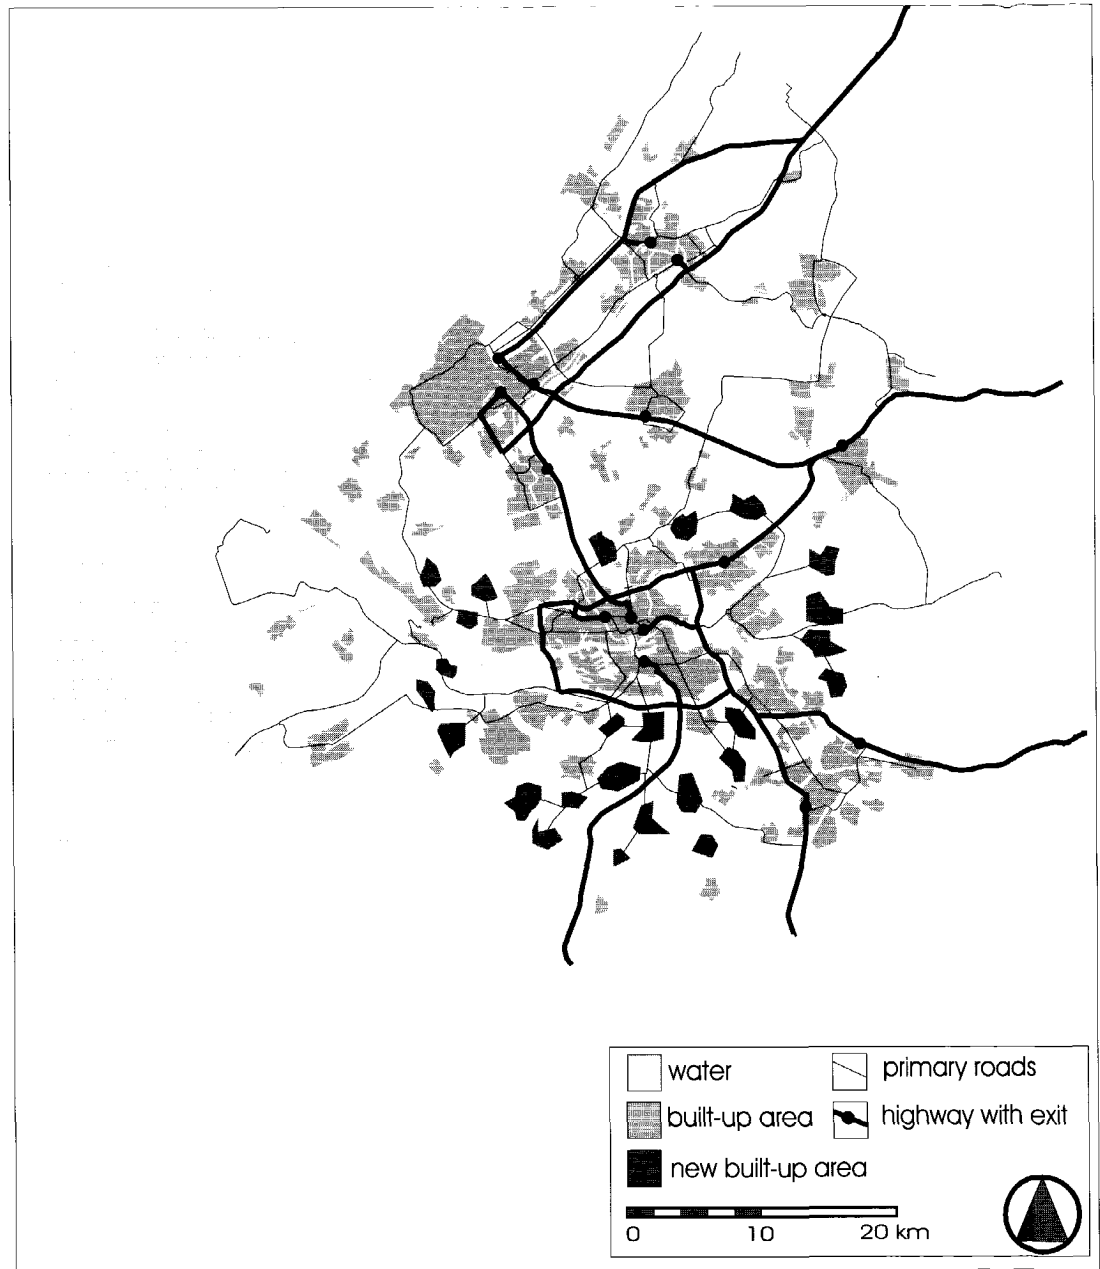 water
primary roads
built-up area
highway with exit
new built-up area
0 10 20 km